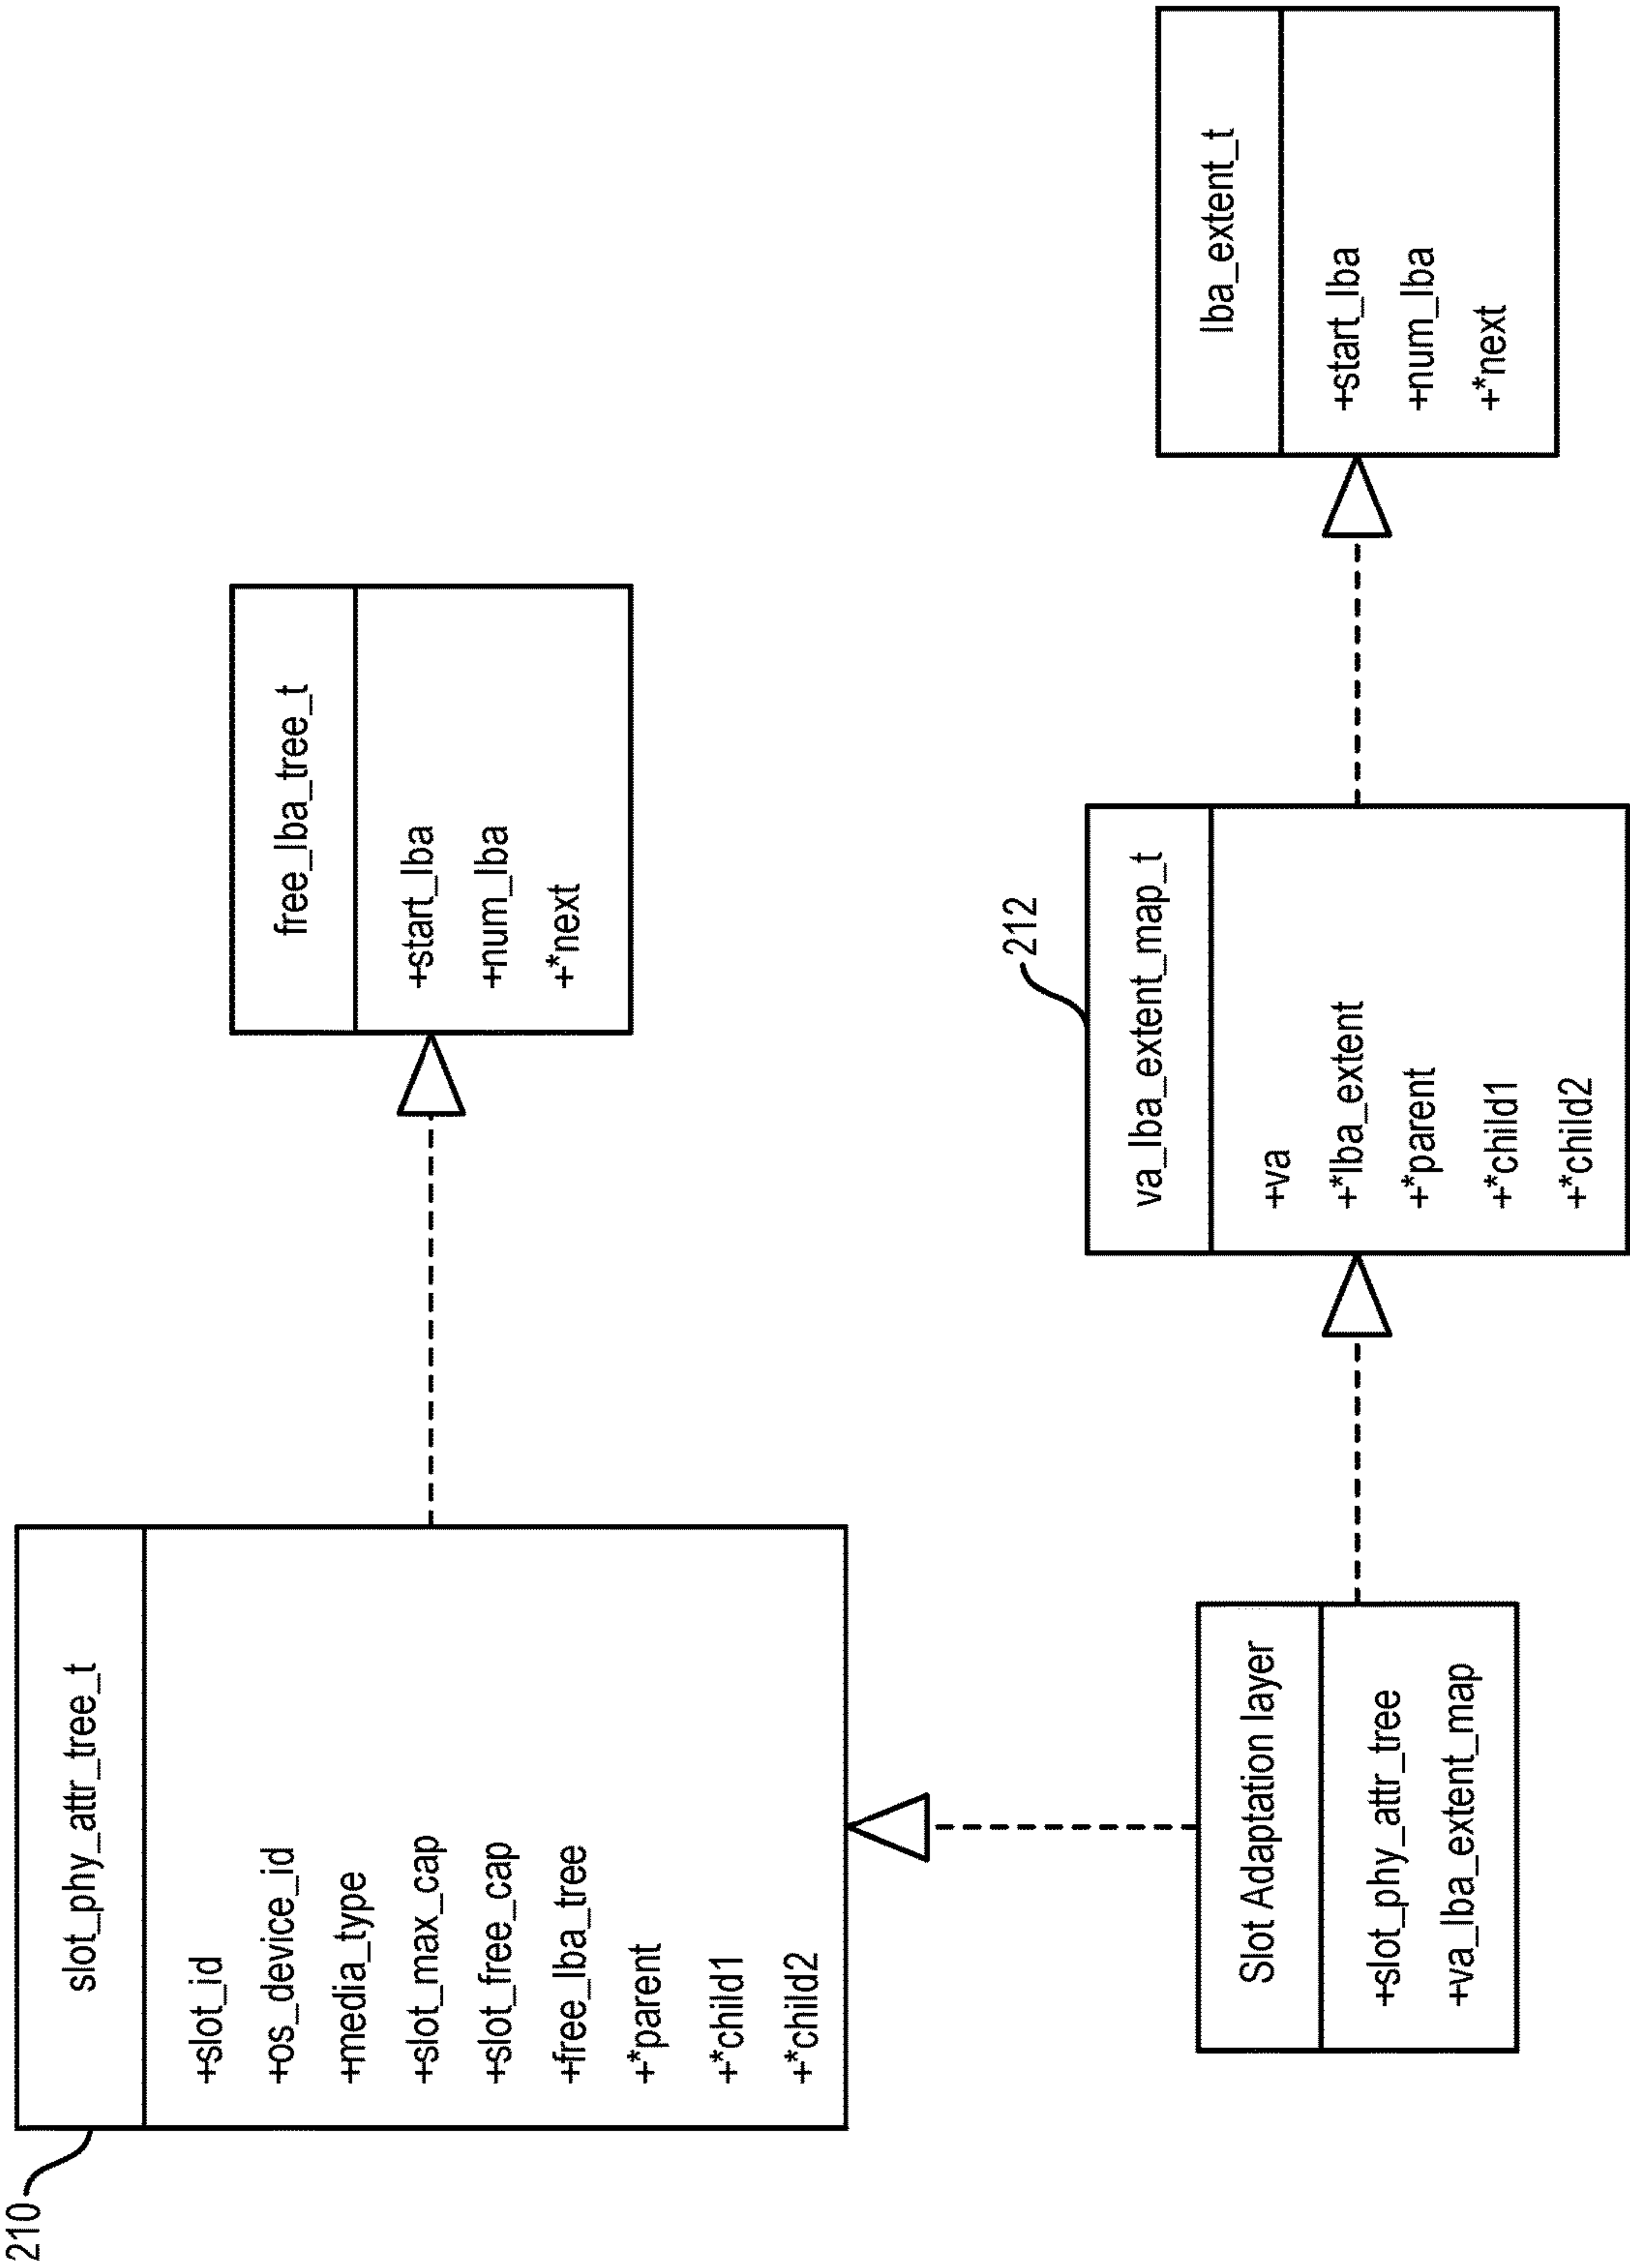 210
slot_phy_attr_tree_t
+slot_id
+os_device_id
+media_type
+slot_max_cap
+slot_free_cap
+free_lba_tree
+*parent
+*child1
+*child2
free_lba_tree_t
+start_lba
+num_lba
+*next
Slot Adaptation layer
+slot_phy_attr_tree
+va_lba_extent_map
212
va_lba_extent_map_t
+va
+*lba_extent
+*parent
+*child1
+*child2
lba_extent_t
+start_lba
+num_lba
+*next